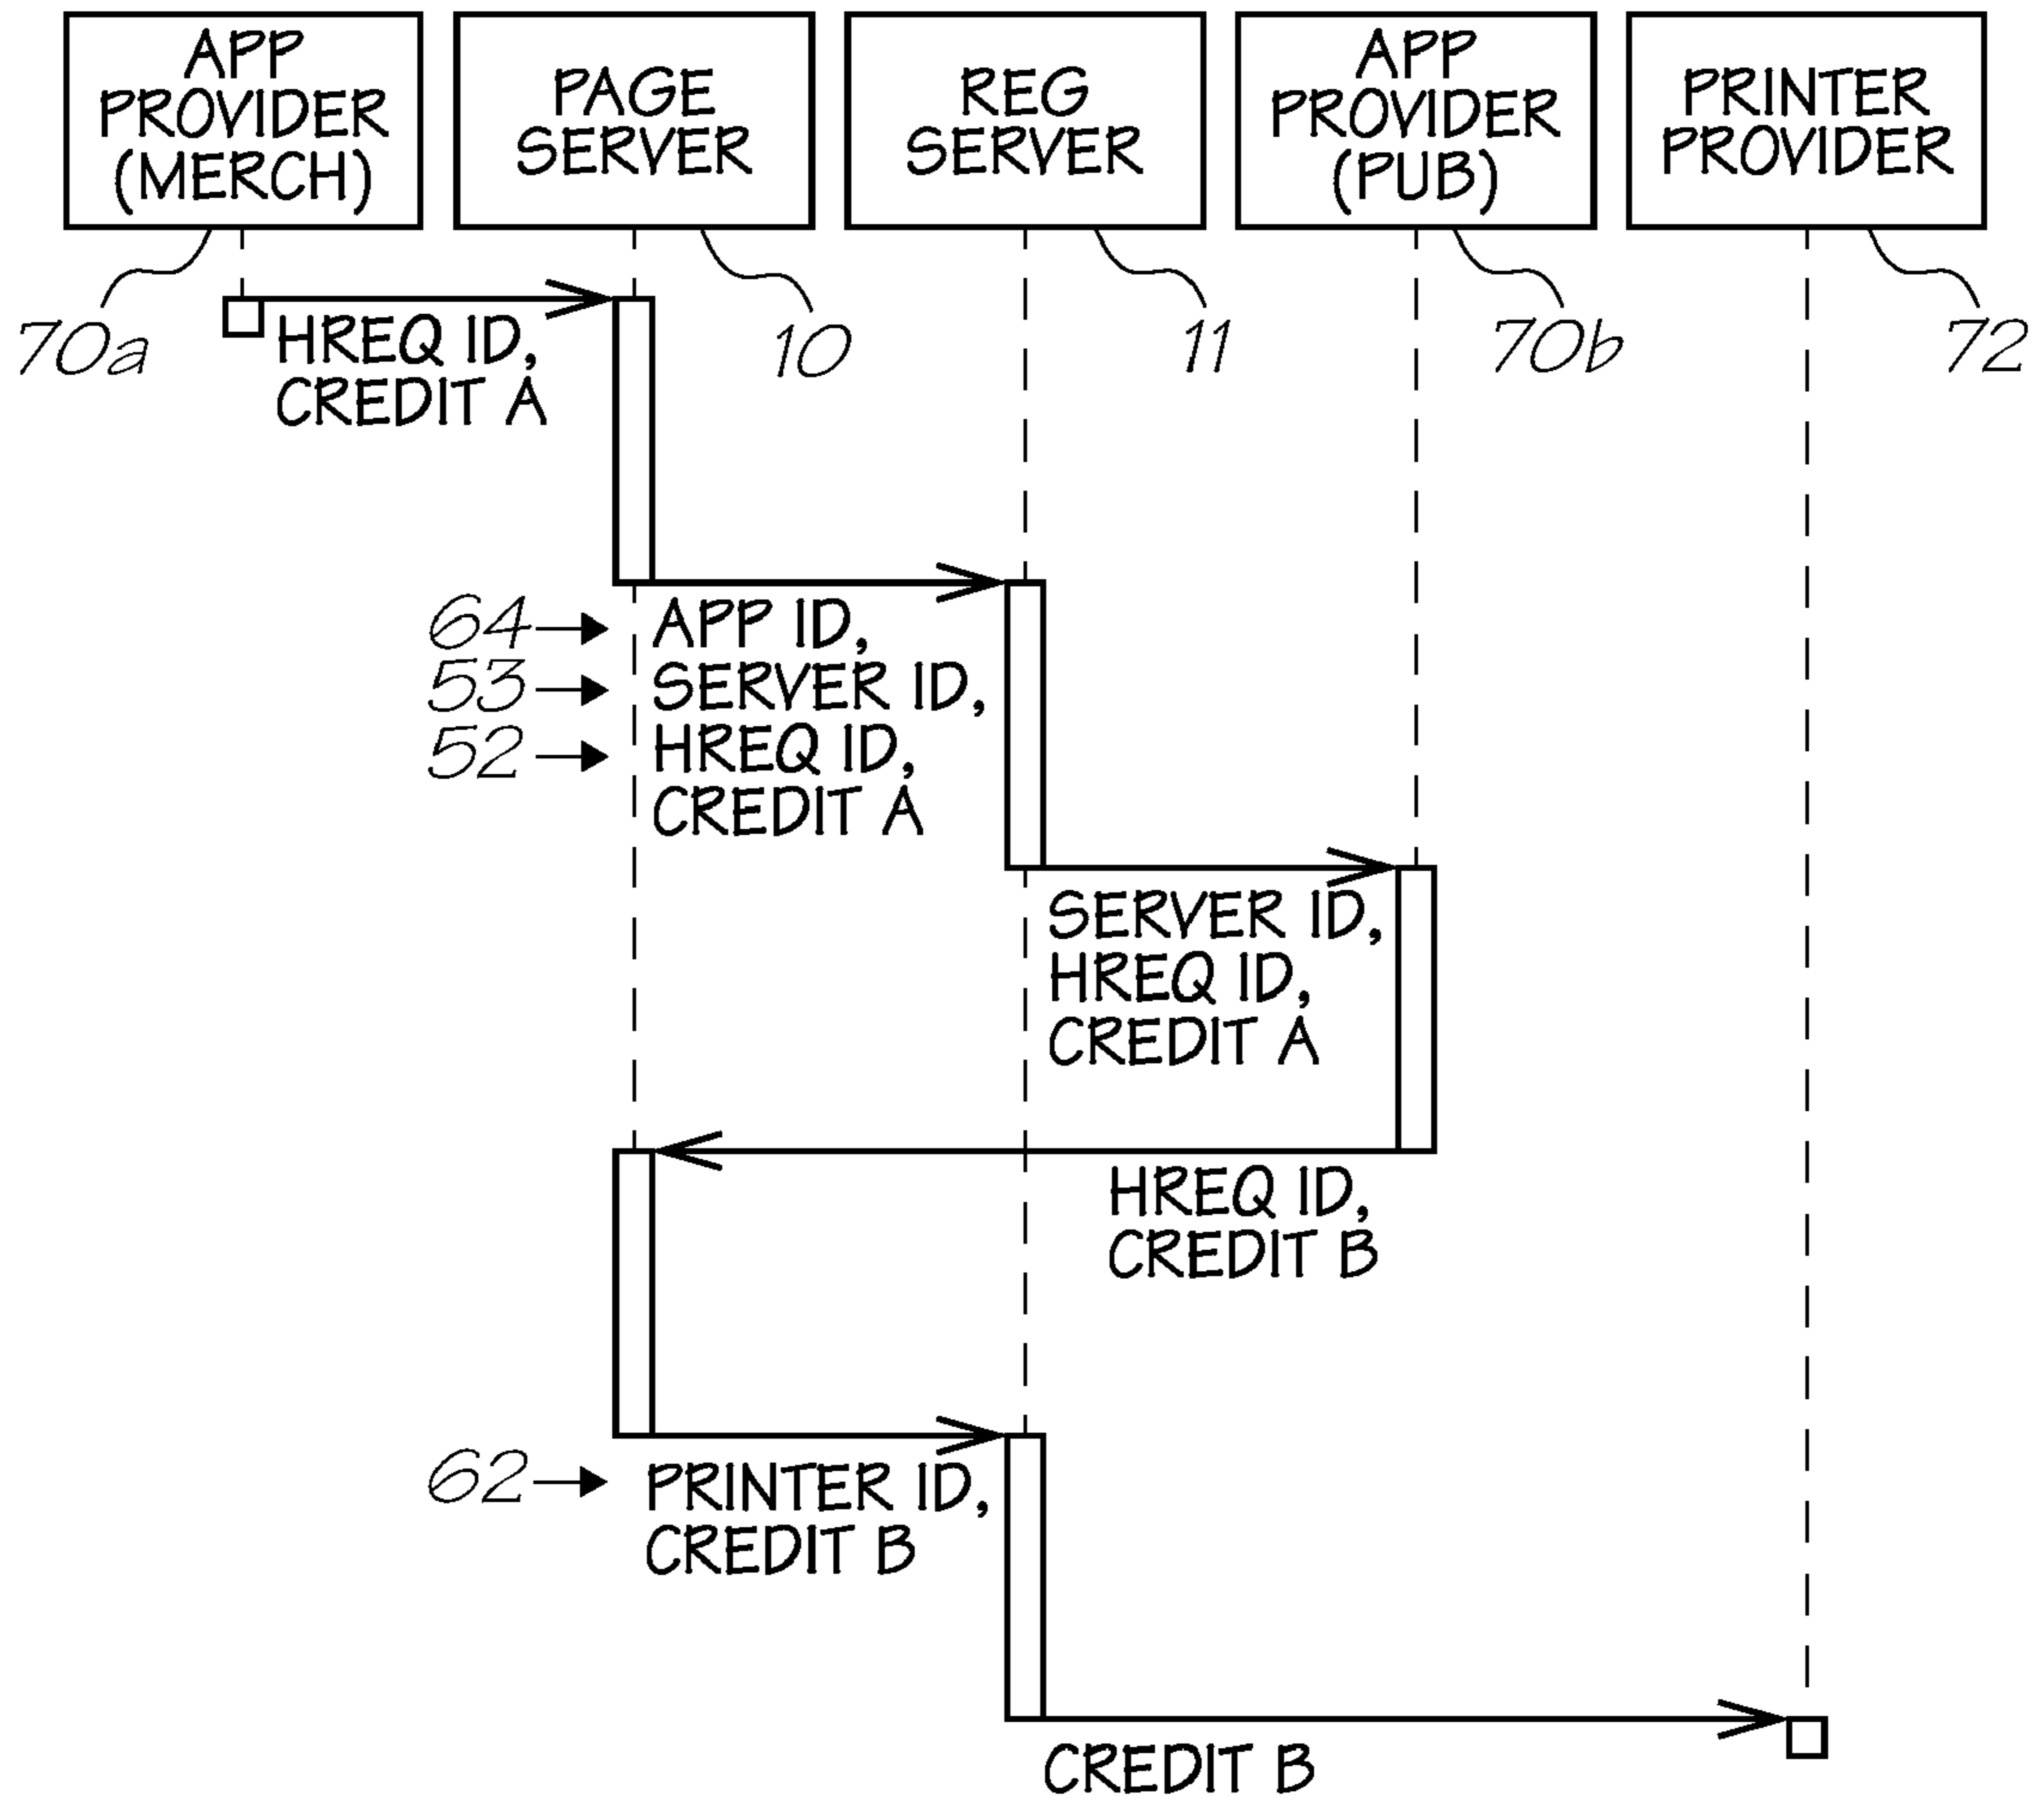 APP
PROVIDER
(MERCH)
PAGE
SERVER
REG
SERVER
APP
PROVIDER
(PUB)
PRINTER
PROVIDER
70a
10
11
70b
72
HREQ ID,
CREDIT A
64
APP ID,
53
SERVER ID,
52
HREQ ID,
CREDIT A
SERVER ID,
HREQ ID,
CREDIT A
HREQ ID,
CREDIT B
62
PRINTER ID,
CREDIT B
CREDIT B